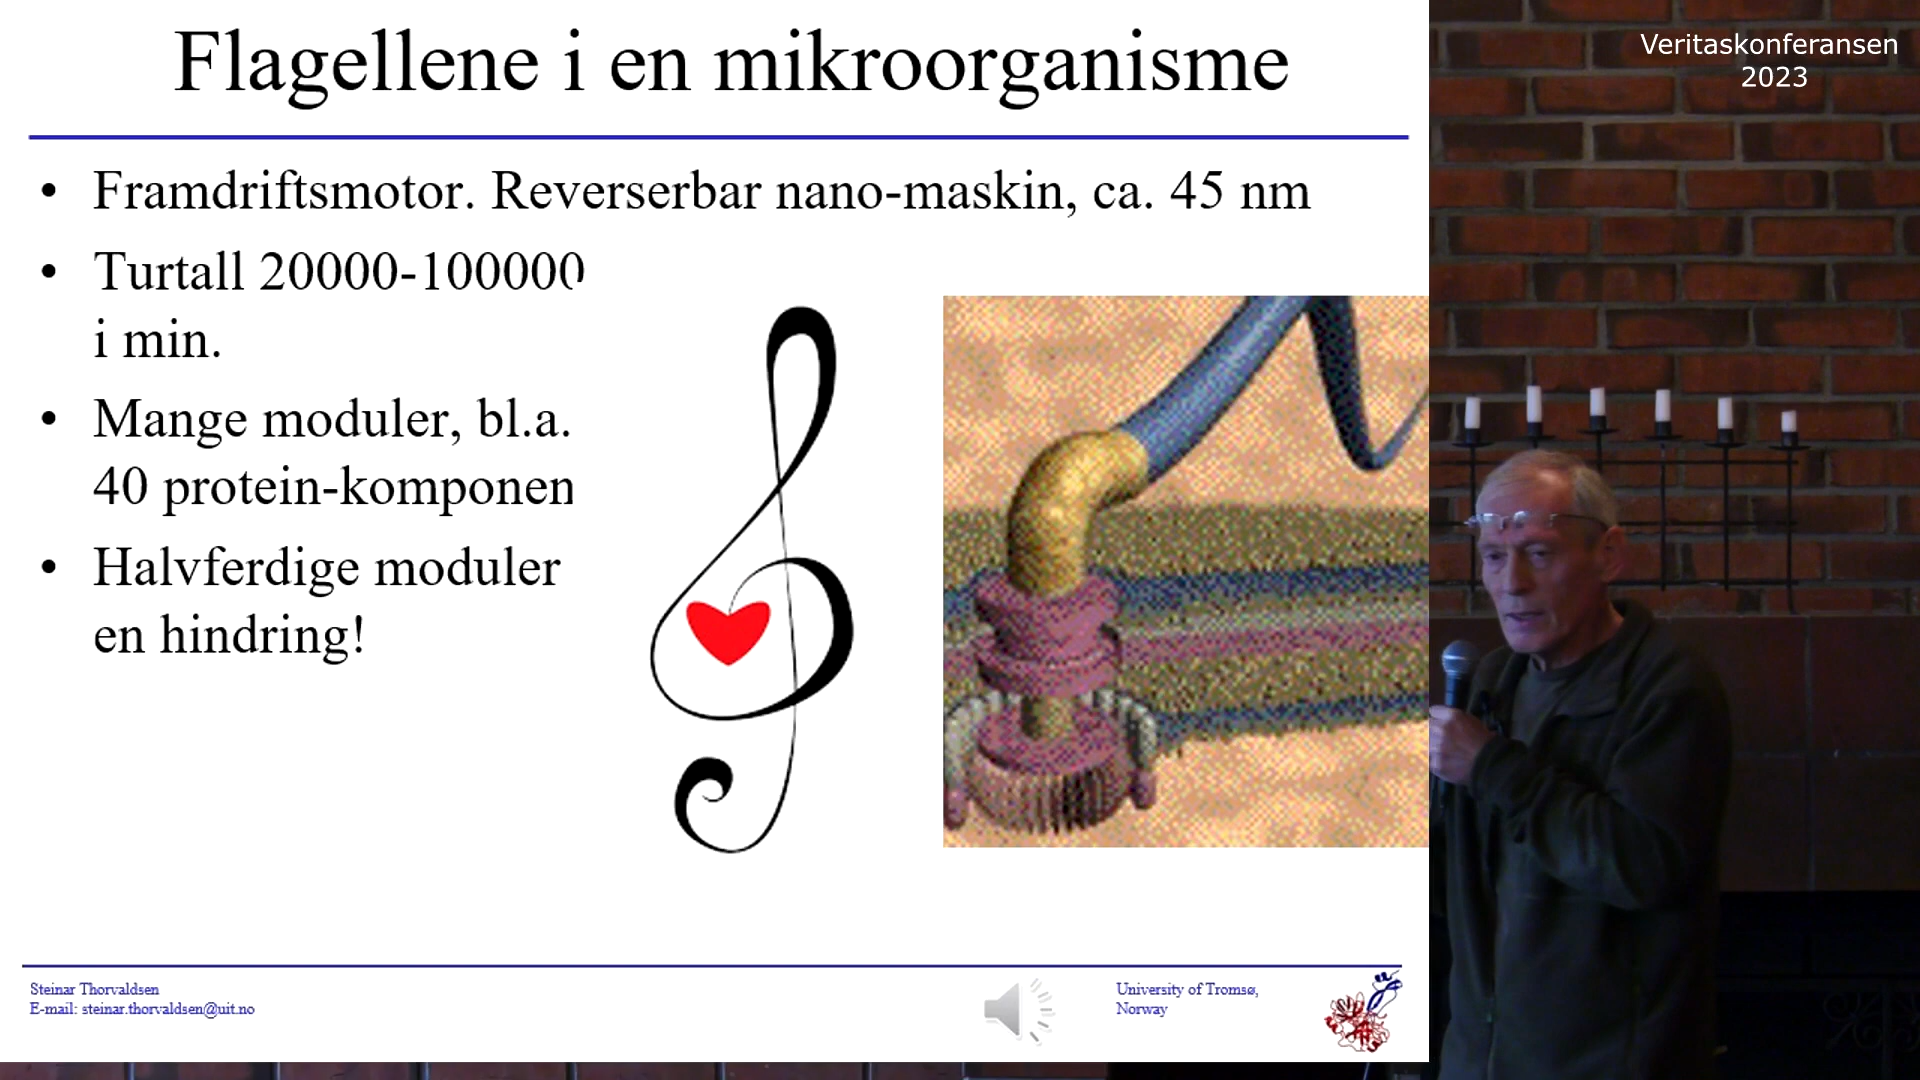 Flagellene i en mikroorganisme
Veritaskonferansen
2023
• Framdriftsmotor. Reverserbar nano-maskin, ca. 45 nm
• Turtall 20000-100000
i min.
• Mange moduler, bl.a.
40 protein-komponen
• Halvferdige moduler
en hindring!
Steinar Thorvaldsen
E-mail: steinar.thorvaldsen@uit.no
University of Tromsø,
Norway